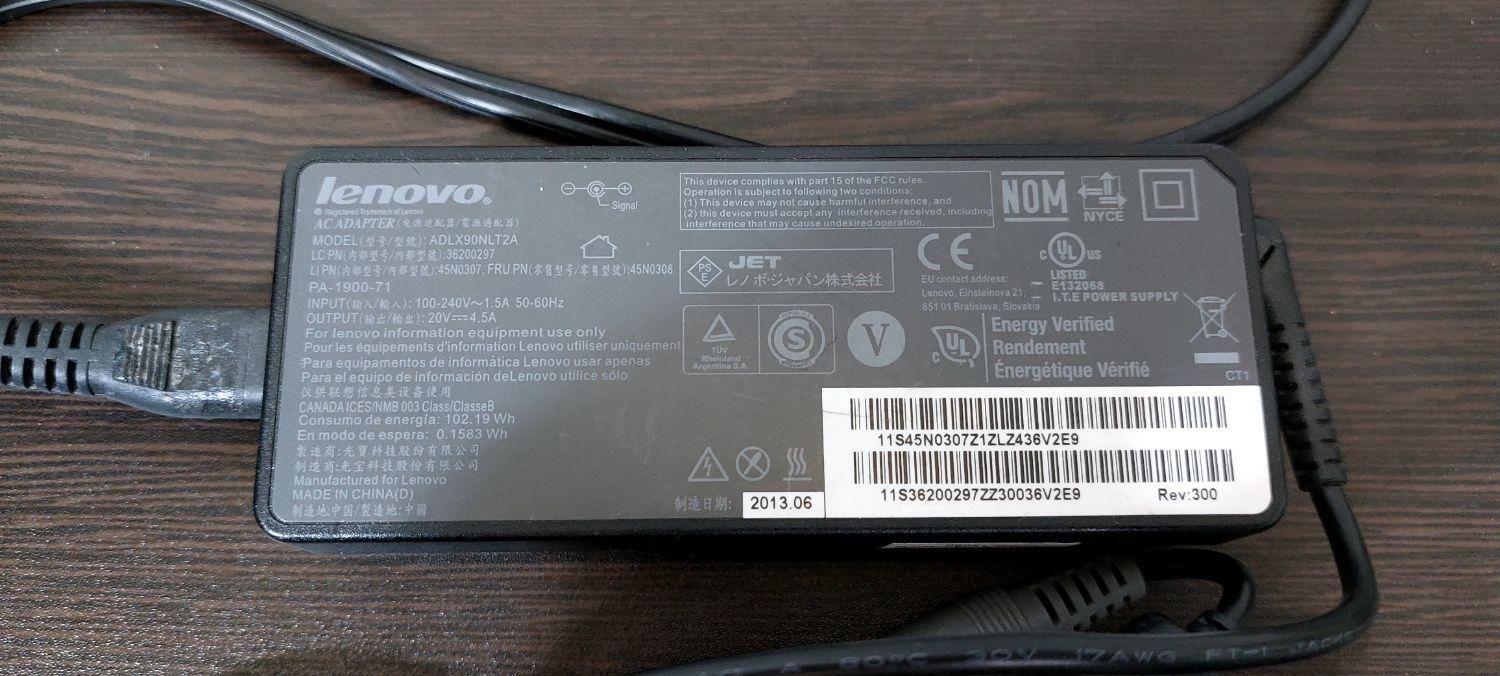 lenovo®
® Registered Trademark of Lenovo
AC ADAPTER (电源适配器/電源適配器)
MODEL(型号/型號): ADLX90NLT2A
LC PN(内部型号/內部型號): 36200297
LI PN(内部型号/內部型號):45N0307, FRU PN(零售型号/零售型號):45N0308
PA-1900-71
INPUT(输入/輸入): 100-240V～1.5A 50-60Hz
OUTPUT(输出/輸出): 20V⎓4.5A
For lenovo information equipment use only
Pour les équipements d'information Lenovo utiliser uniquement
Para equipamentos de informática Lenovo usar apenas
Para el equipo de información deLenovo utilice sólo
仅供联想信息类设备使用
CANADA ICES/NMB 003 Class/ClasseB
Consumo de energía: 102.19 Wh
En modo de espera: 0.1583 Wh
製造商:光寶科技股份有限公司
制造商:光宝科技股份有限公司
Manufactured for Lenovo
MADE IN CHINA(D)
制造地:中国/製造地:中國
Signal
This device complies with part 15 of the FCC rules.
Operation is subject to following two conditions:
(1) This device may not cause harmful interference, and
(2) this device must accept any interference received, including
interference that may cause undesired operation.
NOM
NYCE
PS
E
JET
レノボ・ジャパン株式会社
CE
EU contact address:
Lenovo, Einsteinova 21,
851 01 Bratislava, Slovakia
C UL US
LISTED
E132068
I.T.E POWER SUPPLY
TÜV
Rheinland
Argentina S.A.
S
V
C UL
Energy Verified
Rendement
Énergétique Vérifié
CT1
11S45N0307Z1ZLZ436V2E9
11S36200297ZZ30036V2E9
Rev:300
制造日期:
2013.06
80°C 30V 17AWG